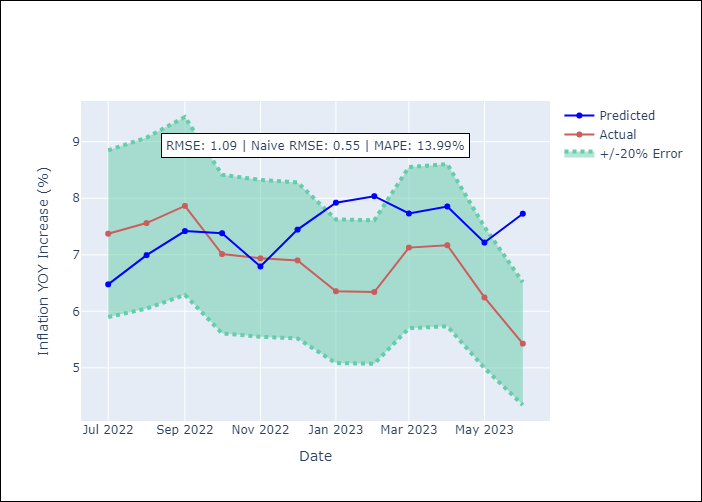 Predicted
Actual
+/-20% Error
RMSE: 1.09 | Naive RMSE: 0.55 | MAPE: 13.99%
Inflation YOY Increase (%)
9
8
7
6
5
Jul 2022
Sep 2022
Nov 2022
Jan 2023
Mar 2023
May 2023
Date